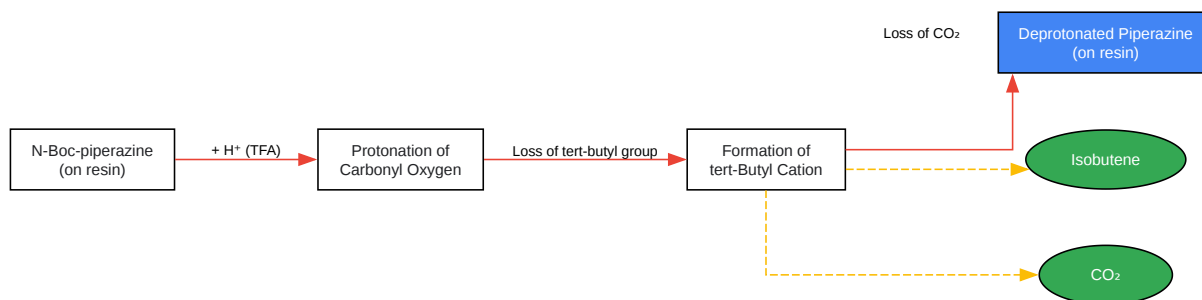 Loss of CO₂
Deprotonated Piperazine
(on resin)
N-Boc-piperazine
(on resin)
+ H⁺ (TFA)
Protonation of
Carbonyl Oxygen
Loss of tert-butyl group
Formation of
tert-Butyl Cation
Isobutene
CO₂